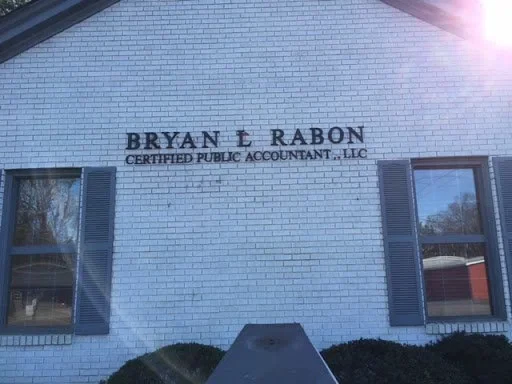 BRYAN L RABON
CERTIFIED PUBLIC ACCOUNTANT,, LLC